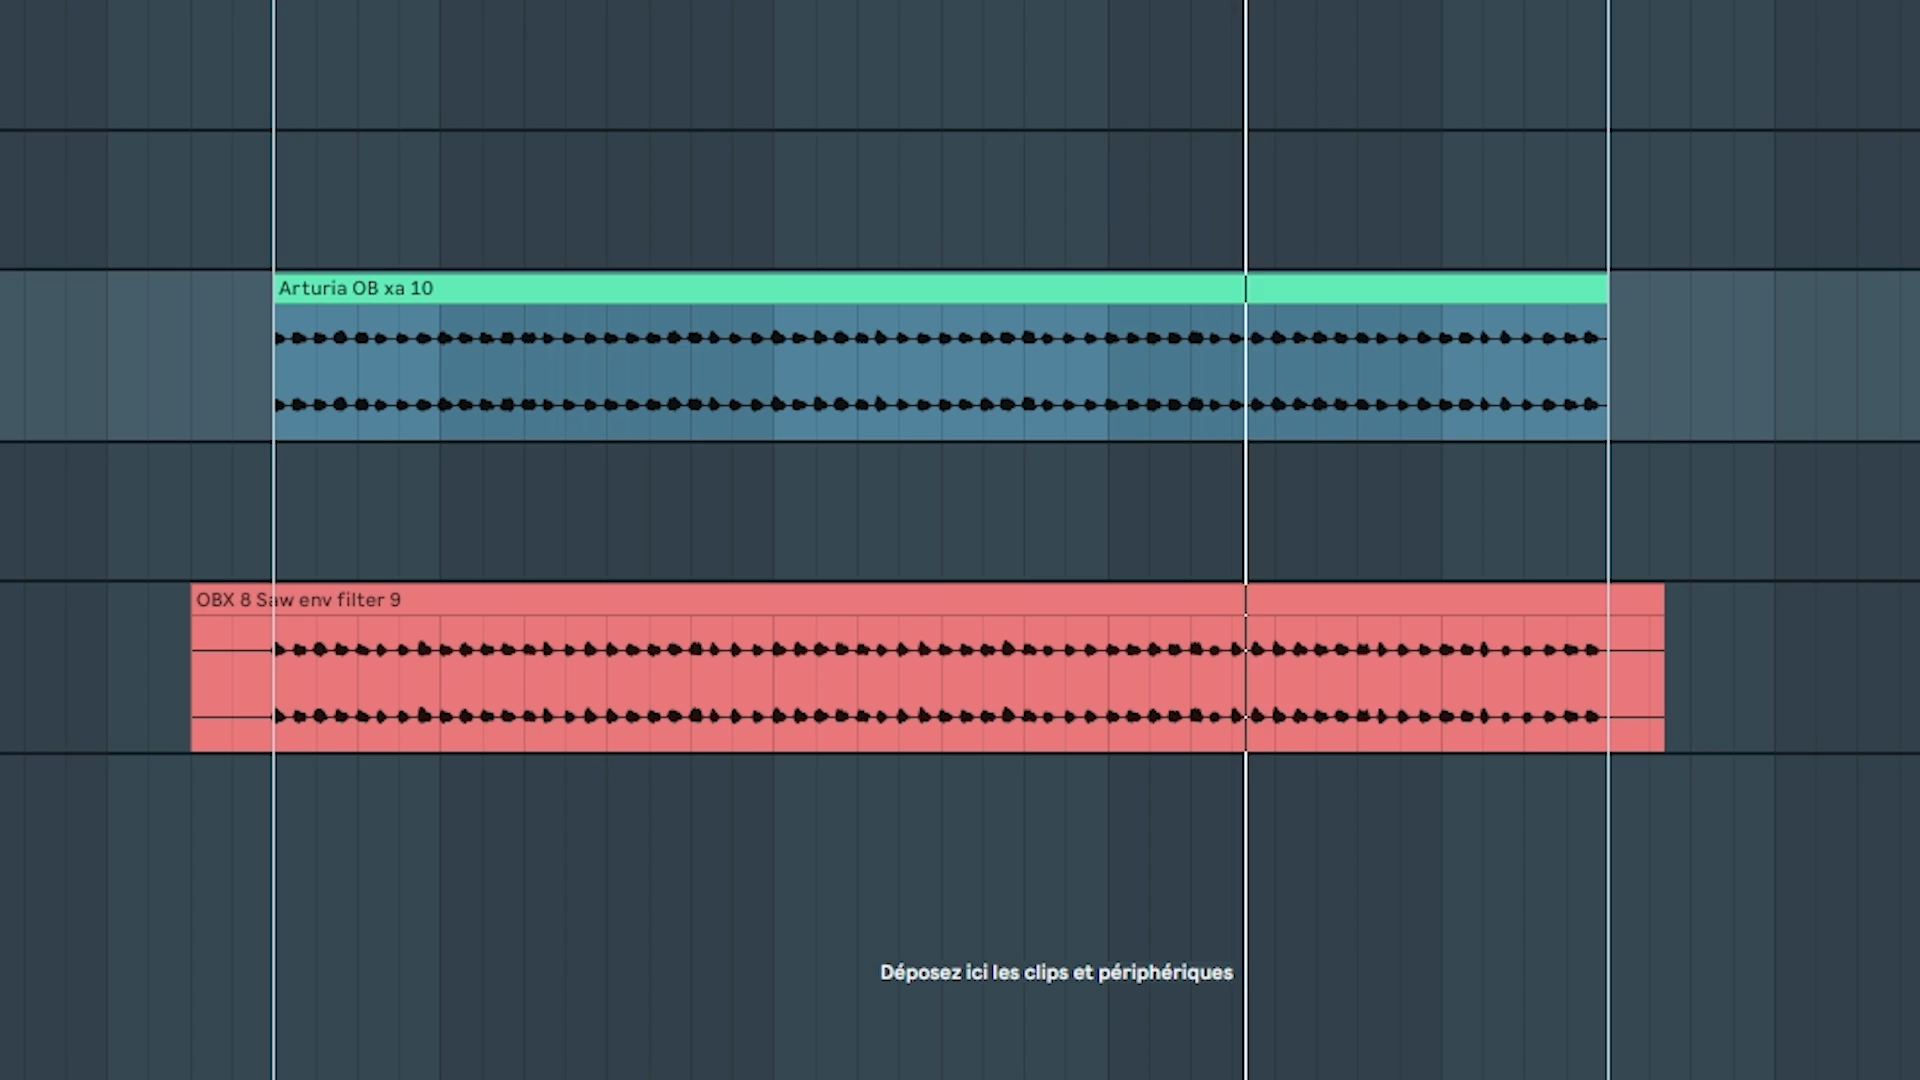 Arturia OB xa 10
OBX 8 Saw env filter 9
Déposez ici les clips et périphériques